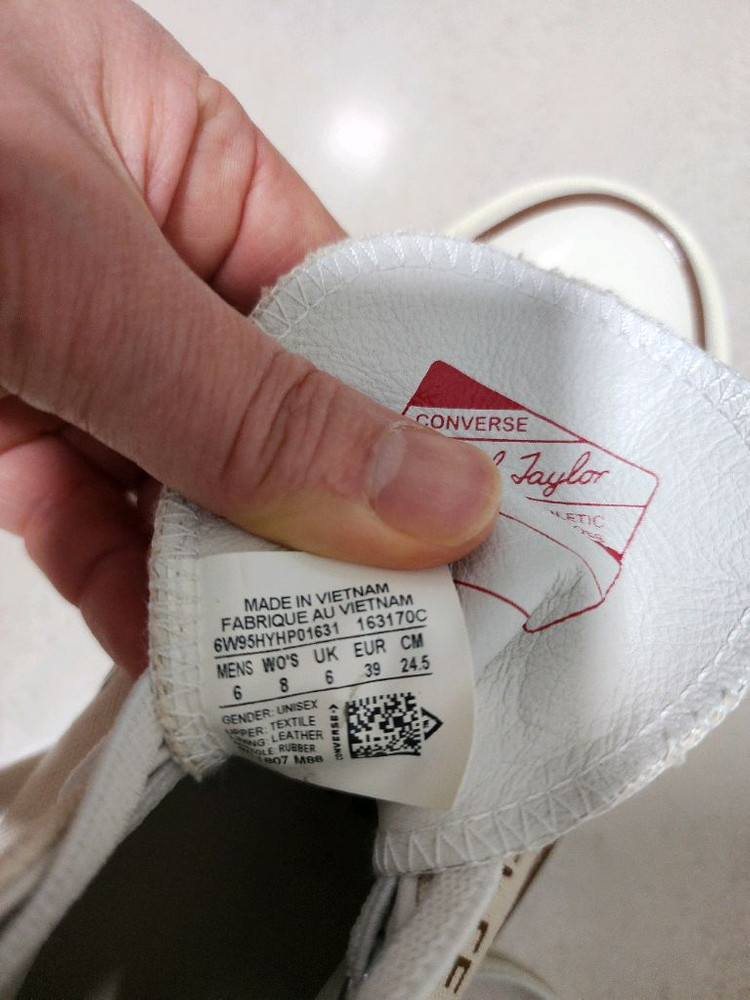 CONVERSE
Taylor
MADE IN VIETNAM
FABRIQUE AU VIETNAM
6W95HYHP01631 163170C
MENS WO'S UK EUR CM
6 8 6 39 24.5
GENDER: UNISEX
UPPER: TEXTILE
LEATHER
RUBBER
M88
CONVERSE